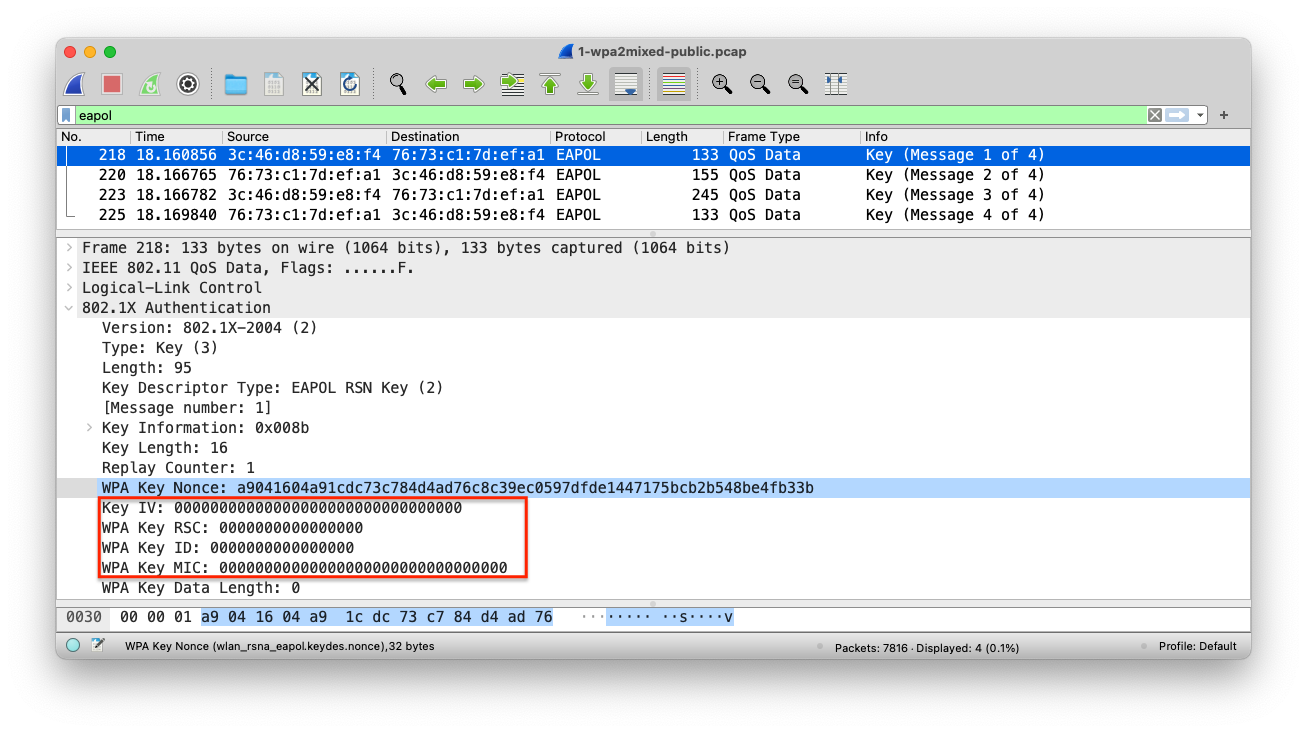 1-wpa2mixed-public.pcap
eapol
+
No. Time Source Destination Protocol Length Frame Type Info
218 18.160856 3c:46:d8:59:e8:f4 76:73:c1:7d:ef:a1 EAPOL 133 QoS Data Key (Message 1 of 4)
220 18.166765 76:73:c1:7d:ef:a1 3c:46:d8:59:e8:f4 EAPOL 155 QoS Data Key (Message 2 of 4)
223 18.166782 3c:46:d8:59:e8:f4 76:73:c1:7d:ef:a1 EAPOL 245 QoS Data Key (Message 3 of 4)
225 18.169840 76:73:c1:7d:ef:a1 3c:46:d8:59:e8:f4 EAPOL 133 QoS Data Key (Message 4 of 4)
Frame 218: 133 bytes on wire (1064 bits), 133 bytes captured (1064 bits)
IEEE 802.11 QoS Data, Flags: ......F.
Logical-Link Control
802.1X Authentication
Version: 802.1X-2004 (2)
Type: Key (3)
Length: 95
Key Descriptor Type: EAPOL RSN Key (2)
[Message number: 1]
Key Information: 0x008b
Key Length: 16
Replay Counter: 1
WPA Key Nonce: a9041604a91cdc73c784d4ad76c8c39ec0597dfde1447175bcb2b548be4fb33b
Key IV: 00000000000000000000000000000000
WPA Key RSC: 0000000000000000
WPA Key ID: 0000000000000000
WPA Key MIC: 00000000000000000000000000000000
WPA Key Data Length: 0
0030 00 00 01 a9 04 16 04 a9 1c dc 73 c7 84 d4 ad 76 ········ ··s····v
WPA Key Nonce (wlan_rsna_eapol.keydes.nonce), 32 bytes Packets: 7816 · Displayed: 4 (0.1%) Profile: Default